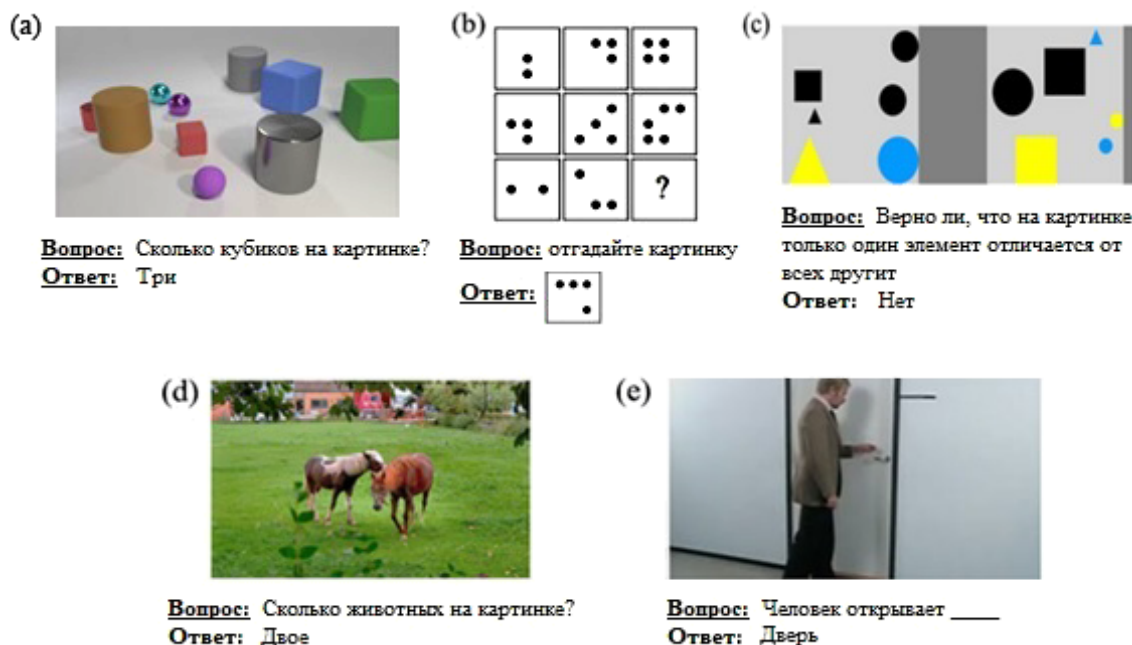 (a)
Вопрос: Сколько кубиков на картинке?
Ответ: Три
(b)
?
Вопрос: отгадайте картинку
Ответ:
(c)
Вопрос: Верно ли, что на картинке
только один элемент отличается от
всех другит
Ответ: Нет
(d)
Вопрос: Сколько животных на картинке?
Ответ: Двое
(e)
Вопрос: Человек открывает ____
Ответ: Дверь